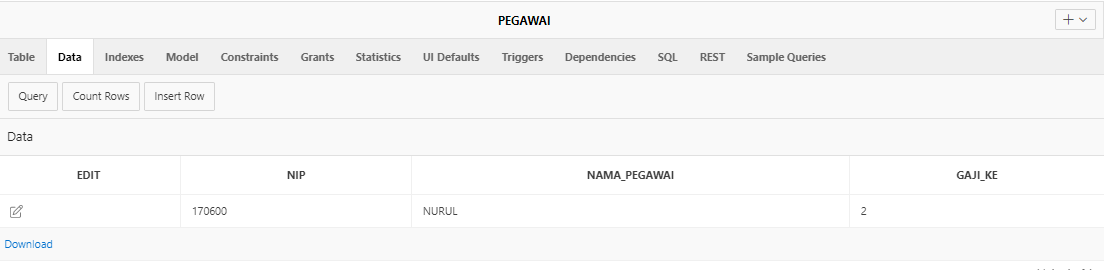 PEGAWAI
Table Data Indexes Model Constraints Grants Statistics UI Defaults Triggers Dependencies SQL REST Sample Queries
Query Count Rows Insert Row
Data
EDIT NIP NAMA_PEGAWAI GAJI_KE
170600 NURUL 2
Download